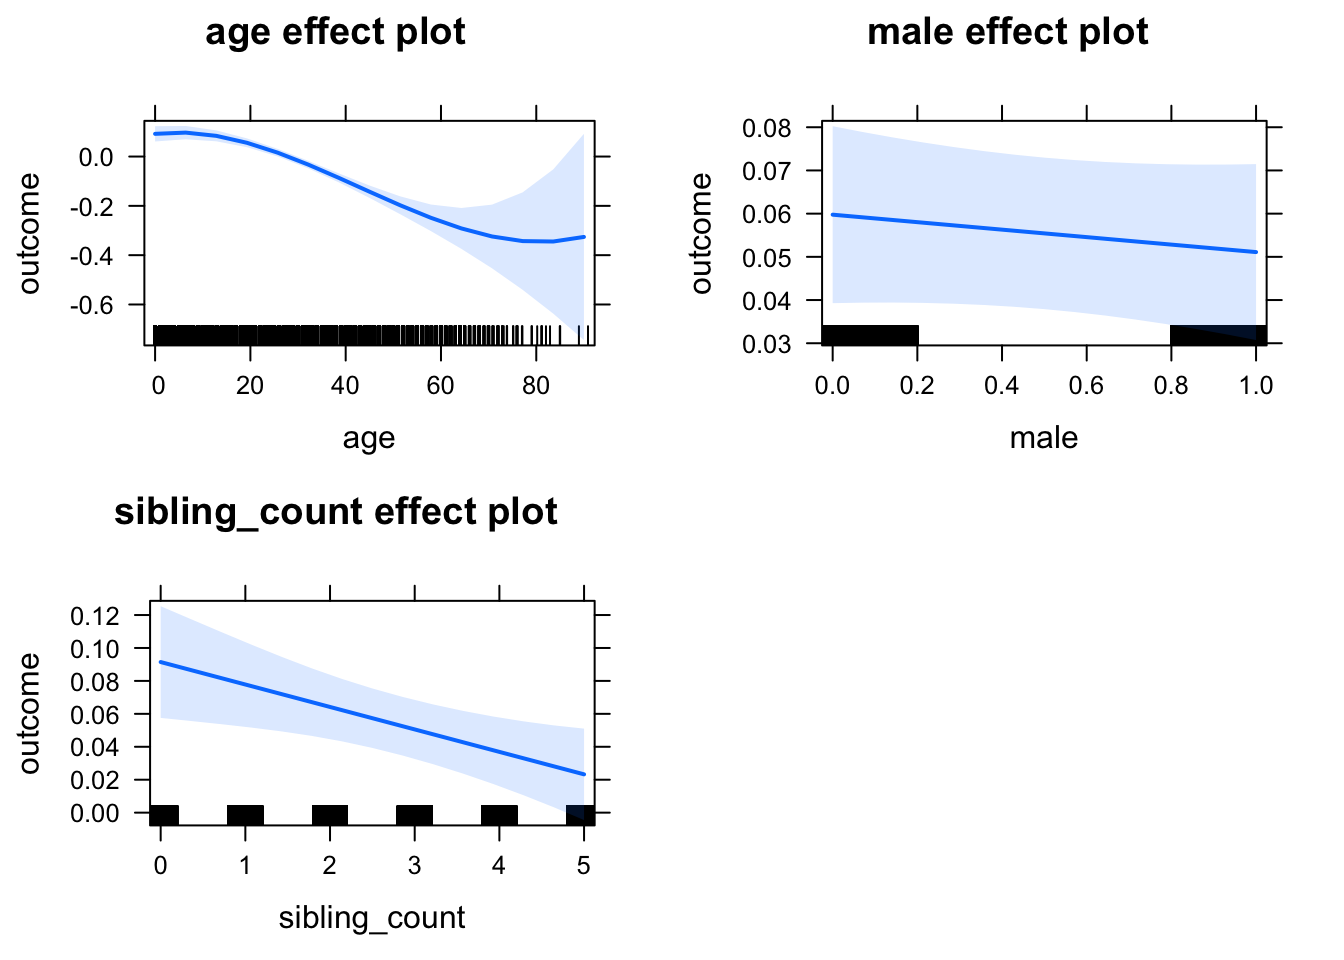 age effect plot
outcome
0.0
-0.2
-0.4
-0.6
0 20 40 60 80
age
male effect plot
outcome
0.08
0.07
0.06
0.05
0.04
0.03
0.0 0.2 0.4 0.6 0.8 1.0
male
sibling_count effect plot
outcome
0.12
0.10
0.08
0.06
0.04
0.02
0.00
0 1 2 3 4 5
sibling_count